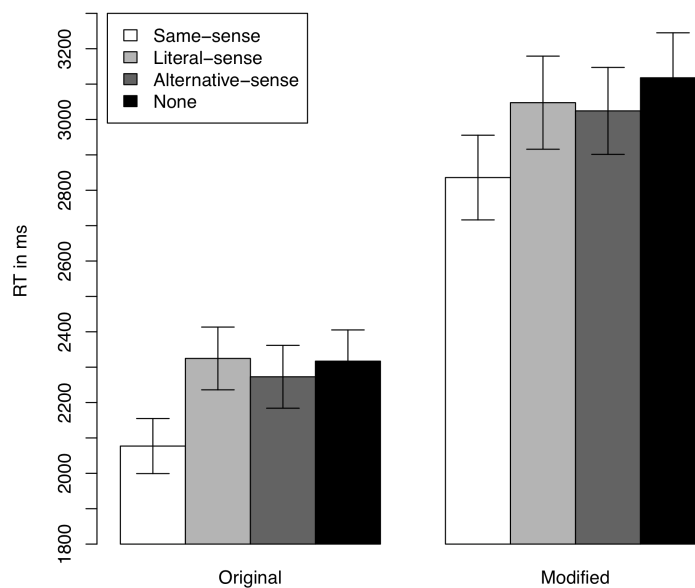 Same−sense
Literal−sense
Alternative−sense
None
RT in ms
3200
3000
2800
2600
2400
2200
2000
1800
Original
Modified